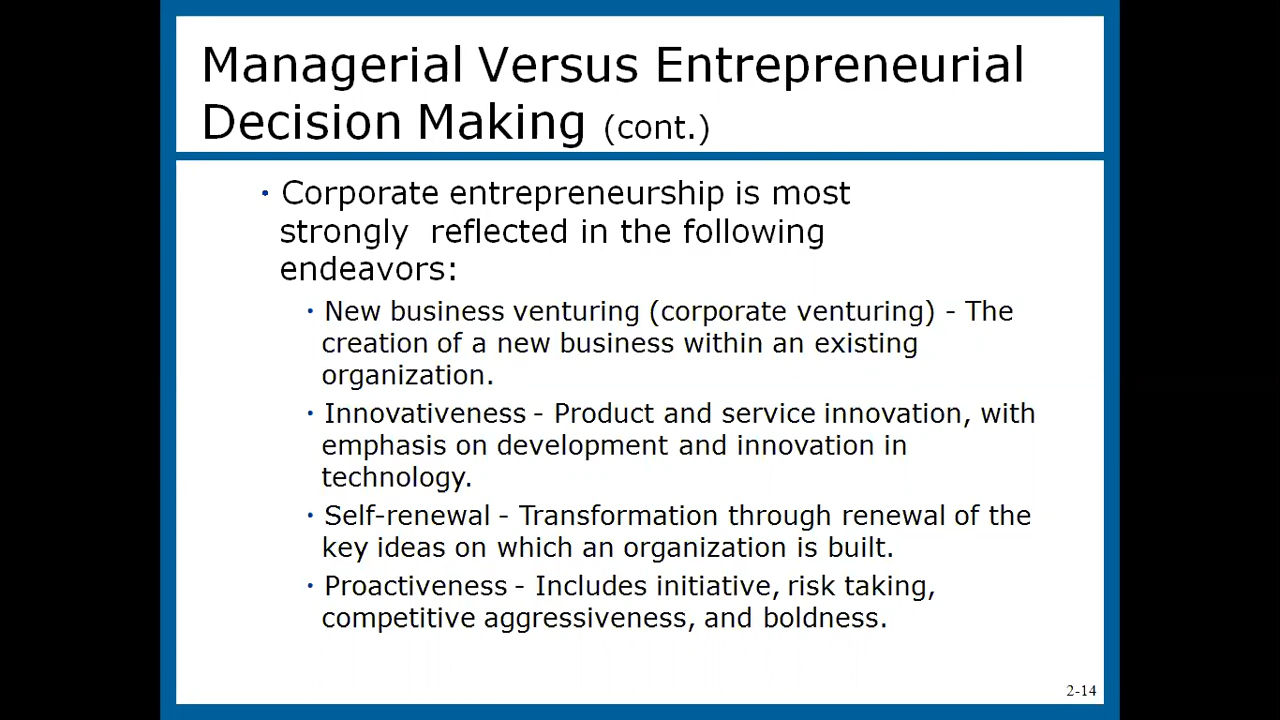 Managerial Versus Entrepreneurial
Decision Making (cont.)
• Corporate entrepreneurship is most
strongly  reflected in the following
endeavors:
• New business venturing (corporate venturing) - The
creation of a new business within an existing
organization.
• Innovativeness - Product and service innovation, with
emphasis on development and innovation in
technology.
• Self-renewal - Transformation through renewal of the
key ideas on which an organization is built.
• Proactiveness - Includes initiative, risk taking,
competitive aggressiveness, and boldness.
2-14